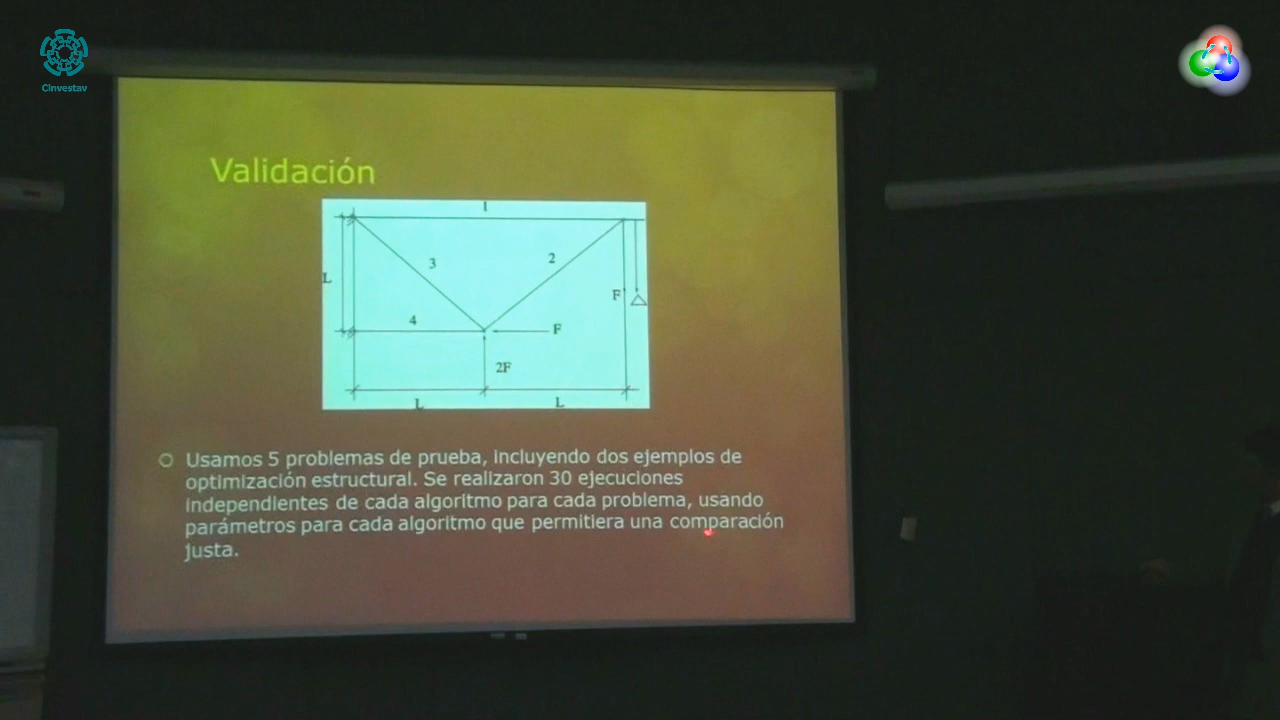 Cinvestav
Validación
1
3
2
L
F
4
F
2F
L
L
Usamos 5 problemas de prueba, incluyendo dos ejemplos de
optimización estructural. Se realizaron 30 ejecuciones
independientes de cada algoritmo para cada problema, usando
parámetros para cada algoritmo que permitiera una comparación
justa.